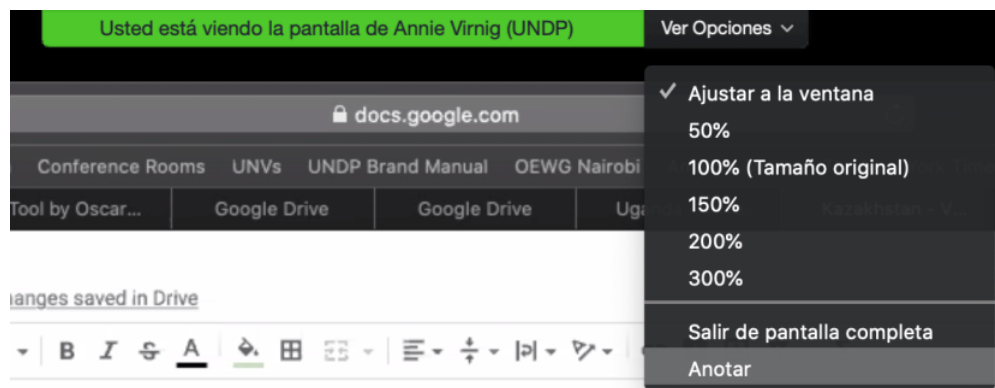 Usted está viendo la pantalla de Annie Virnig (UNDP)
Ver Opciones
docs.google.com
Conference Rooms UNVs UNDP Brand Manual OEWG Nairobi
Tool by Oscar... Google Drive Google Drive Kazakhstan - V...
anges saved in Drive
B I S A
Ajustar a la ventana
50%
100% (Tamaño original)
150%
200%
300%
Salir de pantalla completa
Anotar